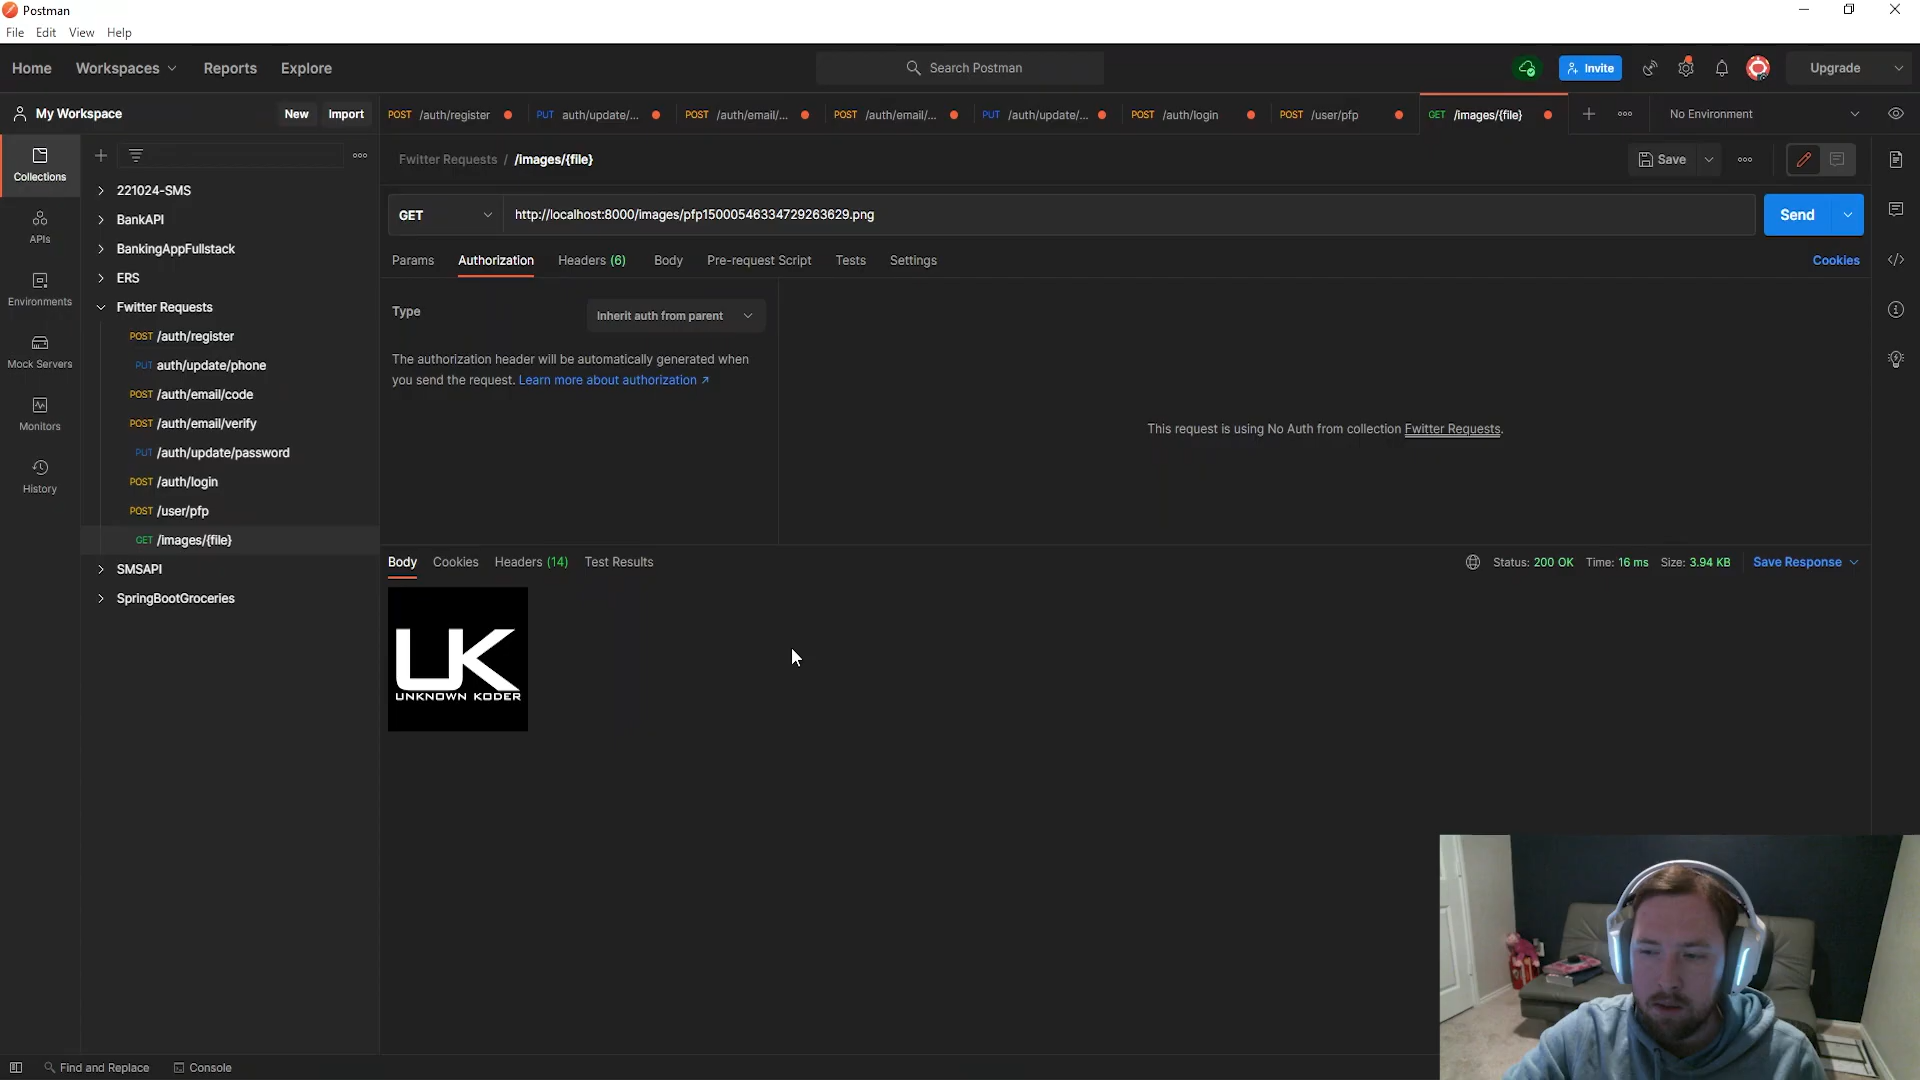 Postman
File Edit View Help
Home Workspaces Reports Explore Search Postman Invite Upgrade
My Workspace New Import
POST /auth/register PUT auth/update/... POST /auth/email/... POST /auth/email/... PUT /auth/update/... POST /auth/login POST /user/pfp GET /images/{file} No Environment
Collections
APIs
Environments
Mock Servers
Monitors
History
221024-SMS
BankAPI
BankingAppFullstack
ERS
Fwitter Requests
POST /auth/register
PUT auth/update/phone
POST /auth/email/code
POST /auth/email/verify
PUT /auth/update/password
POST /auth/login
POST /user/pfp
GET /images/{file}
SMSAPI
SpringBootGroceries
Fwitter Requests / /images/{file} Save
GET http://localhost:8000/images/pfp15000546334729263629.png Send
Params Authorization Headers (6) Body Pre-request Script Tests Settings Cookies
Type Inherit auth from parent
The authorization header will be automatically generated when
you send the request. Learn more about authorization ↗
This request is using No Auth from collection Fwitter Requests.
Body Cookies Headers (14) Test Results Status: 200 OK Time: 16 ms Size: 3.94 KB Save Response
UK
UNKNOWN KODER
Find and Replace Console